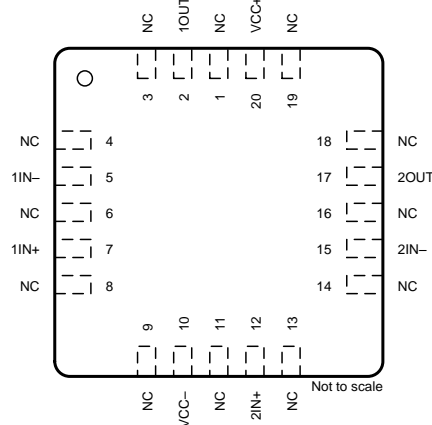 NC
1OUT
NC
VCC+
NC
3
2
1
20
19
NC 4
18 NC
1IN– 5
17 2OUT
NC 6
16 NC
1IN+ 7
15 2IN–
NC 8
14 NC
9
10
11
12
13
NC
VCC–
NC
2IN+
NC
Not to scale